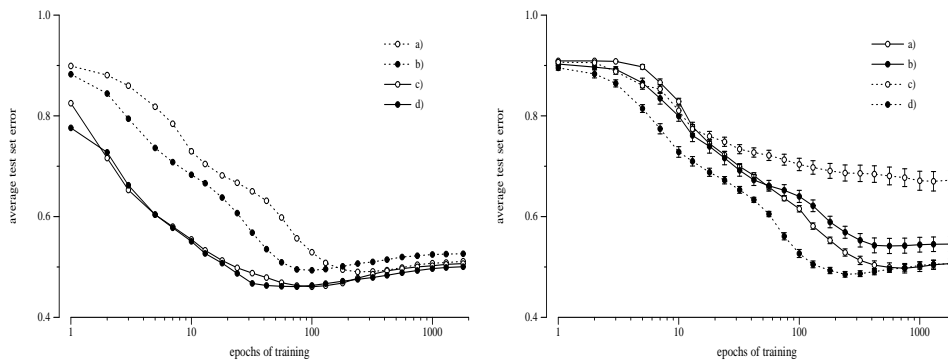 1.0
0.8
0.6
0.4
average test set error
1
10
100
1000
epochs of training
a)
b)
c)
d)
1.0
0.8
0.6
0.4
average test set error
1
10
100
1000
epochs of training
a)
b)
c)
d)